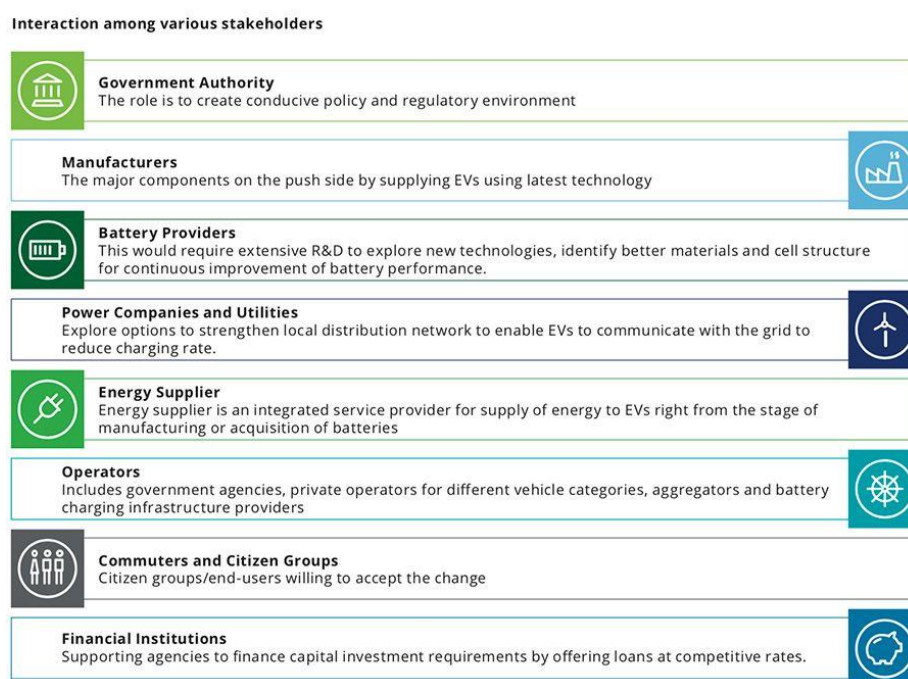 Interaction among various stakeholders
Government Authority
The role is to create conducive policy and regulatory environment
Manufacturers
The major components on the push side by supplying EVs using latest technology
Battery Providers
This would require extensive R&D to explore new technologies, identify better materials and cell structure
for continuous improvement of battery performance.
Power Companies and Utilities
Explore options to strengthen local distribution network to enable EVs to communicate with the grid to
reduce charging rate.
Energy Supplier
Energy supplier is an integrated service provider for supply of energy to EVs right from the stage of
manufacturing or acquisition of batteries
Operators
Includes government agencies, private operators for different vehicle categories, aggregators and battery
charging infrastructure providers
Commuters and Citizen Groups
Citizen groups/end-users willing to accept the change
Financial Institutions
Supporting agencies to finance capital investment requirements by offering loans at competitive rates.